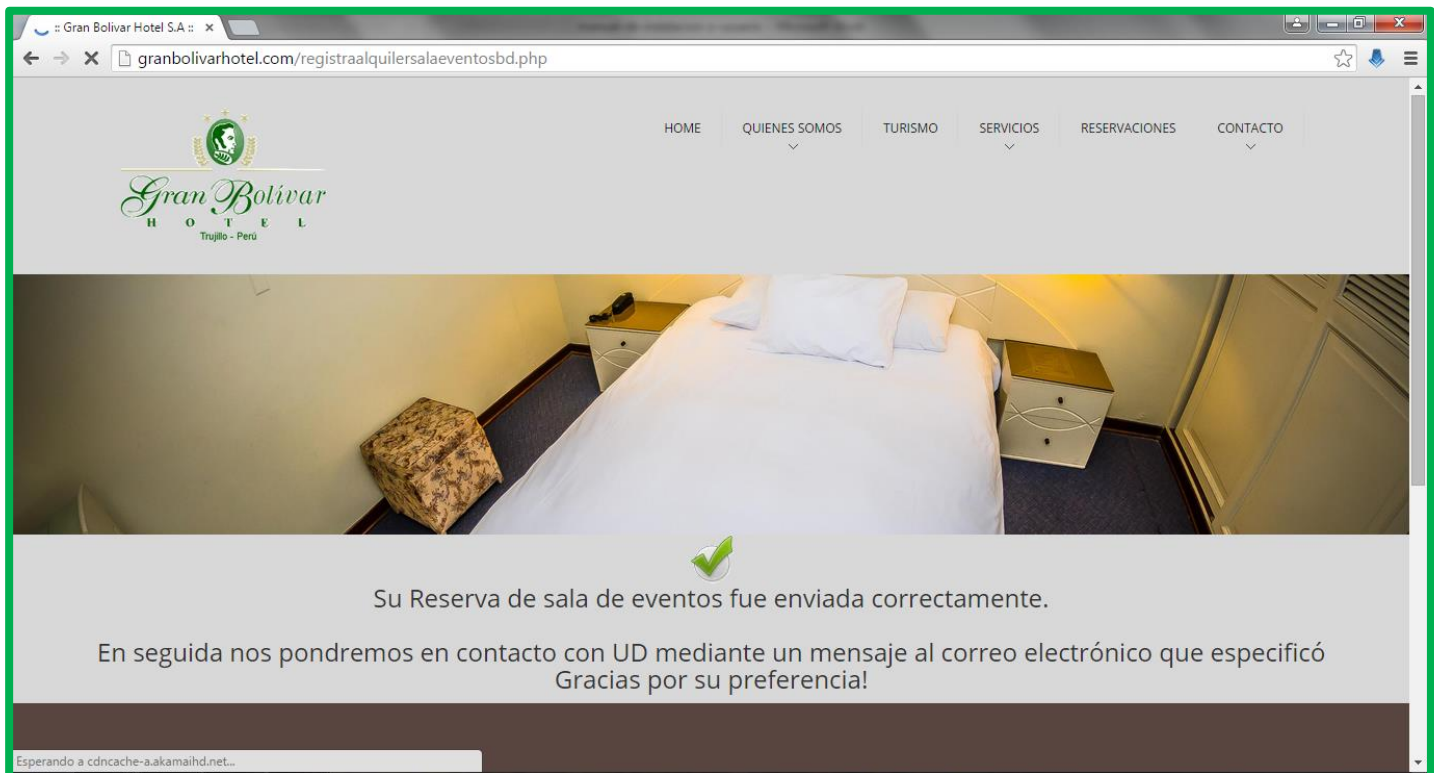 :: Gran Bolivar Hotel S.A ::
granbolivarhotel.com/registraalquilersalaeventosbd.php
HOME QUIENES SOMOS TURISMO SERVICIOS RESERVACIONES CONTACTO
Gran Bolívar
HOTEL
Trujillo - Perú
Su Reserva de sala de eventos fue enviada correctamente.
En seguida nos pondremos en contacto con UD mediante un mensaje al correo electrónico que especificó
Gracias por su preferencia!
Esperando a cdncache-a.akamaihd.net...